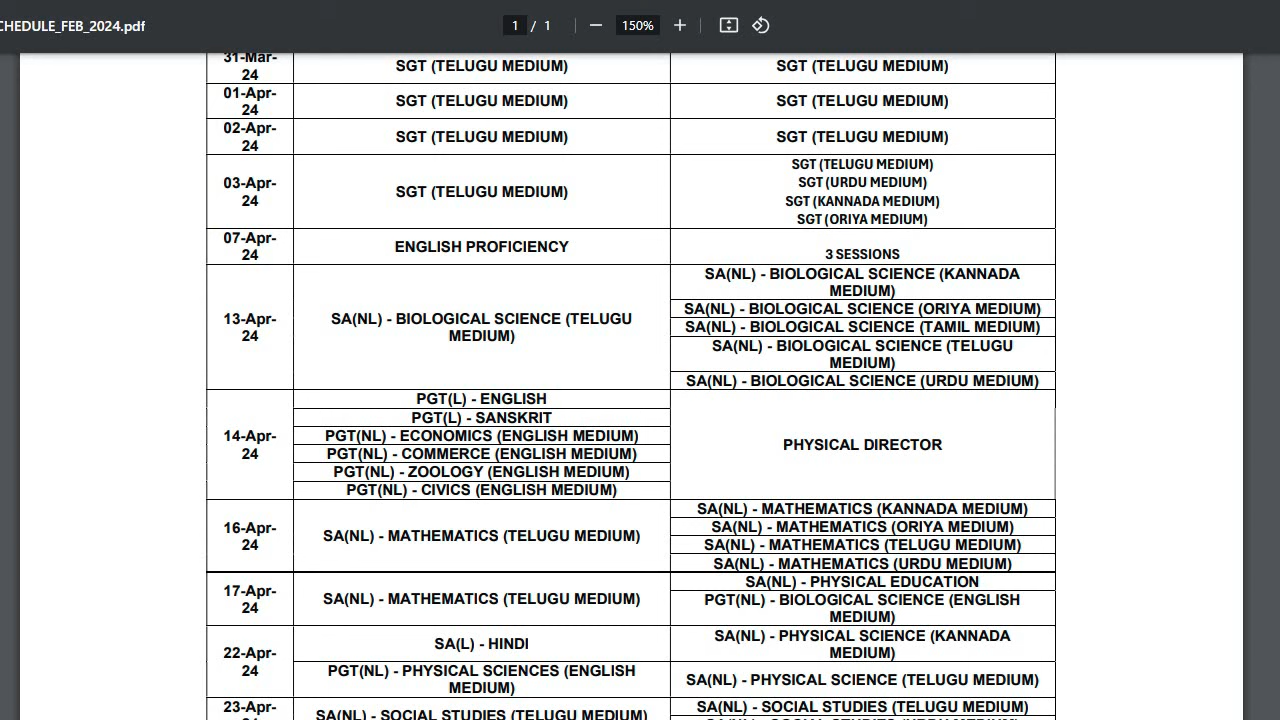 CHEDULE_FEB_2024.pdf
1 / 1
150%
31-Mar-
24
SGT (TELUGU MEDIUM)
SGT (TELUGU MEDIUM)
01-Apr-
24
SGT (TELUGU MEDIUM)
SGT (TELUGU MEDIUM)
02-Apr-
24
SGT (TELUGU MEDIUM)
SGT (TELUGU MEDIUM)
03-Apr-
24
SGT (TELUGU MEDIUM)
SGT (TELUGU MEDIUM)
SGT (URDU MEDIUM)
SGT (KANNADA MEDIUM)
SGT (ORIYA MEDIUM)
07-Apr-
24
ENGLISH PROFICIENCY
3 SESSIONS
13-Apr-
24
SA(NL) - BIOLOGICAL SCIENCE (TELUGU
MEDIUM)
SA(NL) - BIOLOGICAL SCIENCE (KANNADA
MEDIUM)
SA(NL) - BIOLOGICAL SCIENCE (ORIYA MEDIUM)
SA(NL) - BIOLOGICAL SCIENCE (TAMIL MEDIUM)
SA(NL) - BIOLOGICAL SCIENCE (TELUGU
MEDIUM)
SA(NL) - BIOLOGICAL SCIENCE (URDU MEDIUM)
14-Apr-
24
PGT(L) - ENGLISH
PGT(L) - SANSKRIT
PGT(NL) - ECONOMICS (ENGLISH MEDIUM)
PGT(NL) - COMMERCE (ENGLISH MEDIUM)
PGT(NL) - ZOOLOGY (ENGLISH MEDIUM)
PGT(NL) - CIVICS (ENGLISH MEDIUM)
PHYSICAL DIRECTOR
16-Apr-
24
SA(NL) - MATHEMATICS (TELUGU MEDIUM)
SA(NL) - MATHEMATICS (KANNADA MEDIUM)
SA(NL) - MATHEMATICS (ORIYA MEDIUM)
SA(NL) - MATHEMATICS (TELUGU MEDIUM)
SA(NL) - MATHEMATICS (URDU MEDIUM)
17-Apr-
24
SA(NL) - MATHEMATICS (TELUGU MEDIUM)
SA(NL) - PHYSICAL EDUCATION
PGT(NL) - BIOLOGICAL SCIENCE (ENGLISH
MEDIUM)
22-Apr-
24
SA(L) - HINDI
PGT(NL) - PHYSICAL SCIENCES (ENGLISH
MEDIUM)
SA(NL) - PHYSICAL SCIENCE (KANNADA
MEDIUM)
SA(NL) - PHYSICAL SCIENCE (TELUGU MEDIUM)
23-Apr-
SA(NL) - SOCIAL STUDIES (TELUGU MEDIUM)
SA(NL) - SOCIAL STUDIES (TELUGU MEDIUM)